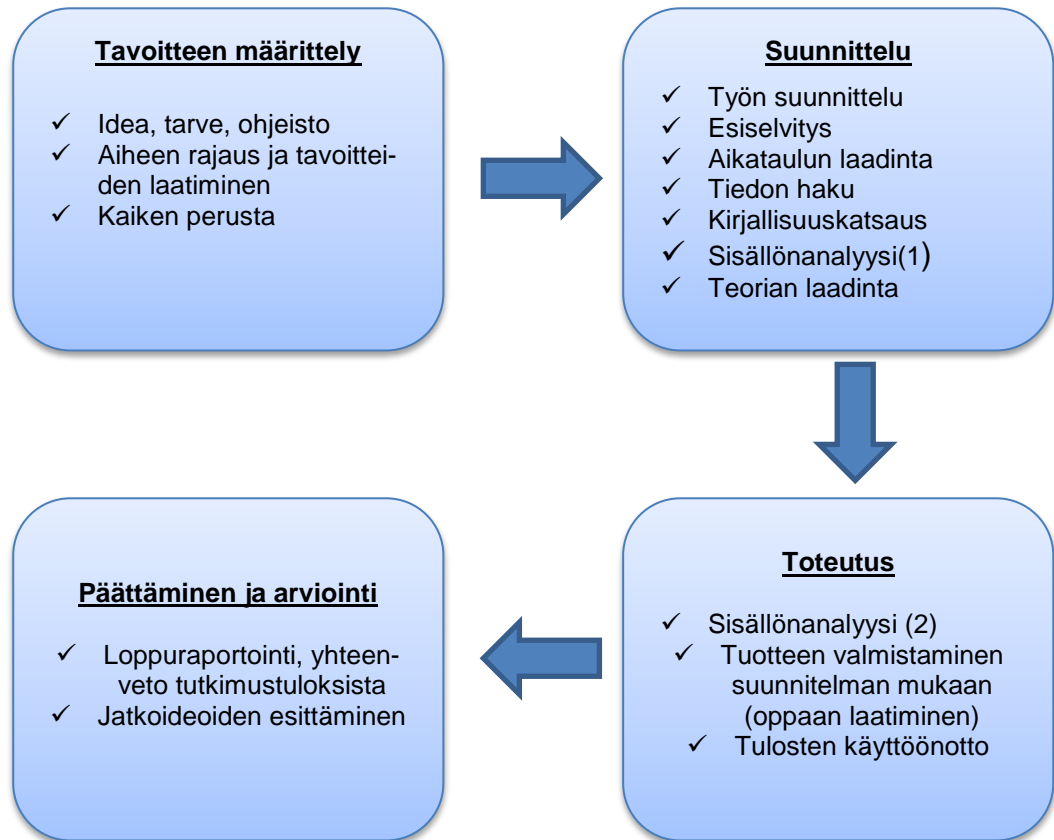 Tavoitteen määrittely
✓ Idea, tarve, ohjeisto
✓ Aiheen rajaus ja tavoittei-
den laatiminen
✓ Kaiken perusta
Suunnittelu
✓ Työn suunnittelu
✓ Esiselvitys
✓ Aikataulun laadinta
✓ Tiedon haku
✓ Kirjallisuuskatsaus
✓ Sisällönanalyysi(1)
✓ Teorian laadinta
Toteutus
✓ Sisällönanalyysi (2)
✓ Tuotteen valmistaminen
suunnitelman mukaan
(oppaan laatiminen)
✓ Tulosten käyttöönotto
Päättäminen ja arviointi
✓ Loppuraportointi, yhteen-
veto tutkimustuloksista
✓ Jatkoideoiden esittäminen